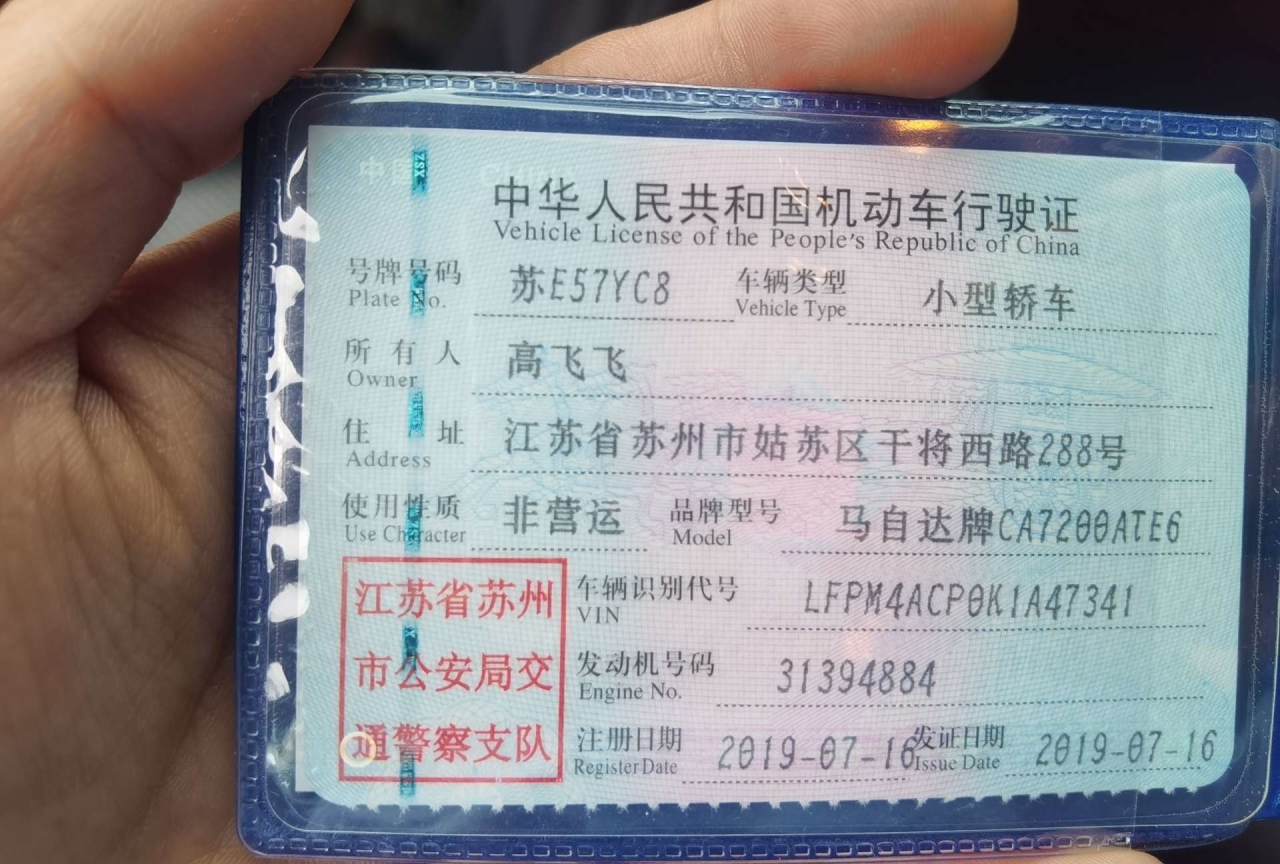 中华人民共和国机动车行驶证
Vehicle License of the People's Republic of China
号牌号码 苏E57YC8 车辆类型 小型轿车
Plate No. Vehicle Type
所有人 高飞飞
Owner
住址 江苏省苏州市姑苏区干将西路288号
Address
使用性质 非营运 品牌型号 马自达牌CA7200ATE6
Use Character Model
江苏省苏州
市公安局交
通警察支队
车辆识别代号 LFPM4ACP0K1A47341
VIN
发动机号码 31394884
Engine No.
注册日期 2019-07-16 发证日期 2019-07-16
Register Date Issue Date